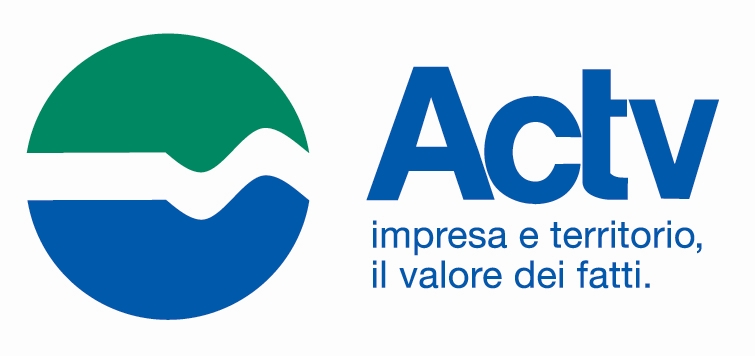 Actv
impresa e territorio,
il valore dei fatti.